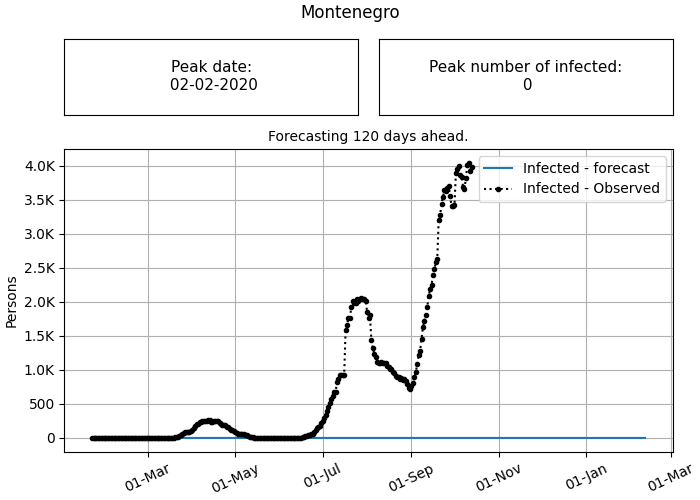 Montenegro
Peak date:
02-02-2020
Peak number of infected:
0
Forecasting 120 days ahead.
Infected - forecast
Infected - Observed
Persons
4.0K
3.5K
3.0K
2.5K
2.0K
1.5K
1.0K
500
0
01-Mar
01-May
01-Jul
01-Sep
01-Nov
01-Jan
01-Mar